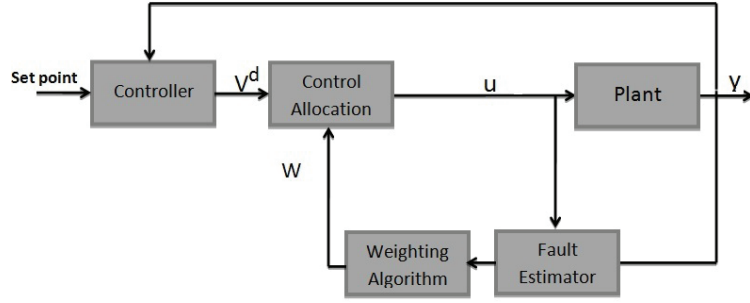 Set point
Controller
V^d
Control
Allocation
u
Plant
y
W
Weighting
Algorithm
Fault
Estimator